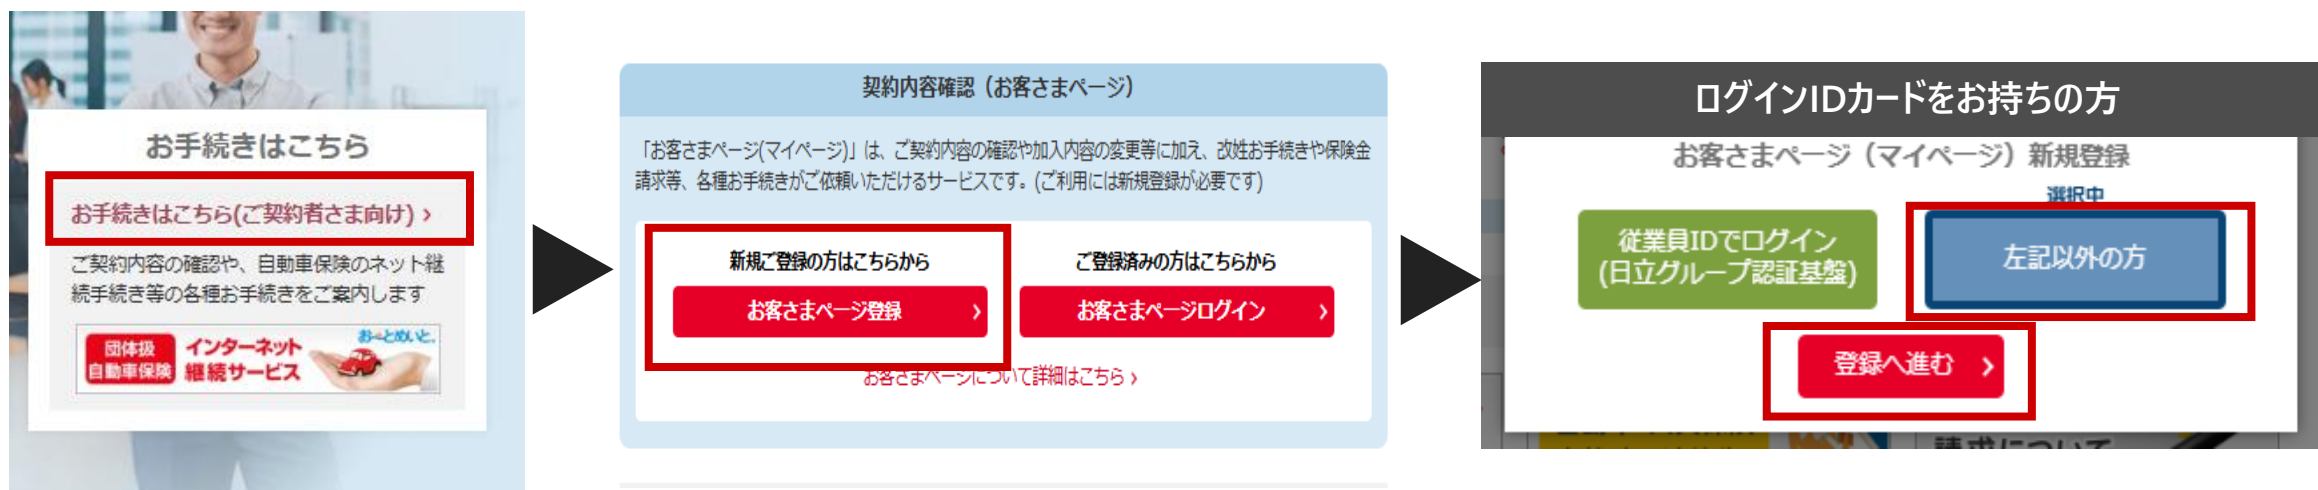 お手続きはこちら
お手続きはこちら(ご契約者さま向け) ›
ご契約内容の確認や、自動車保険のネット継
続手続き等の各種お手続きをご案内します
団体扱
自動車保険
インターネット
継続サービス
おーとめいと。
契約内容確認（お客さまページ）
「お客さまページ(マイページ)」は、ご契約内容の確認や加入内容の変更等に加え、改姓お手続きや保険金
請求等、各種お手続きがご依頼いただけるサービスです。(ご利用には新規登録が必要です)
新規ご登録の方はこちらから
お客さまページ登録 ›
ご登録済みの方はこちらから
お客さまページログイン ›
お客さまページについて詳細はこちら ›
ログインIDカードをお持ちの方
お客さまページ（マイページ）新規登録
選択中
従業員IDでログイン
(日立グループ認証基盤)
左記以外の方
登録へ進む ›
請求について